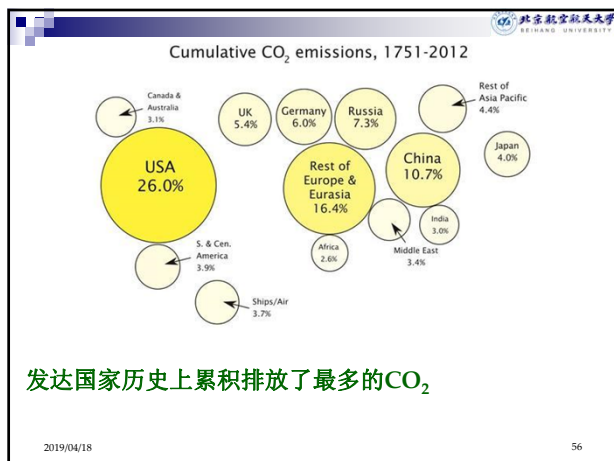 北京航空航天大学
BEIHANG UNIVERSITY
Cumulative CO2 emissions, 1751-2012
Canada &
Australia
3.1%
UK
5.4%
Germany
6.0%
Russia
7.3%
Rest of
Asia Pacific
4.4%
Japan
4.0%
USA
26.0%
Rest of
Europe &
Eurasia
16.4%
China
10.7%
India
3.0%
Middle East
3.4%
Africa
2.6%
S. & Cen.
America
3.9%
Ships/Air
3.7%
发达国家历史上累积排放了最多的CO2
2019/04/18
56